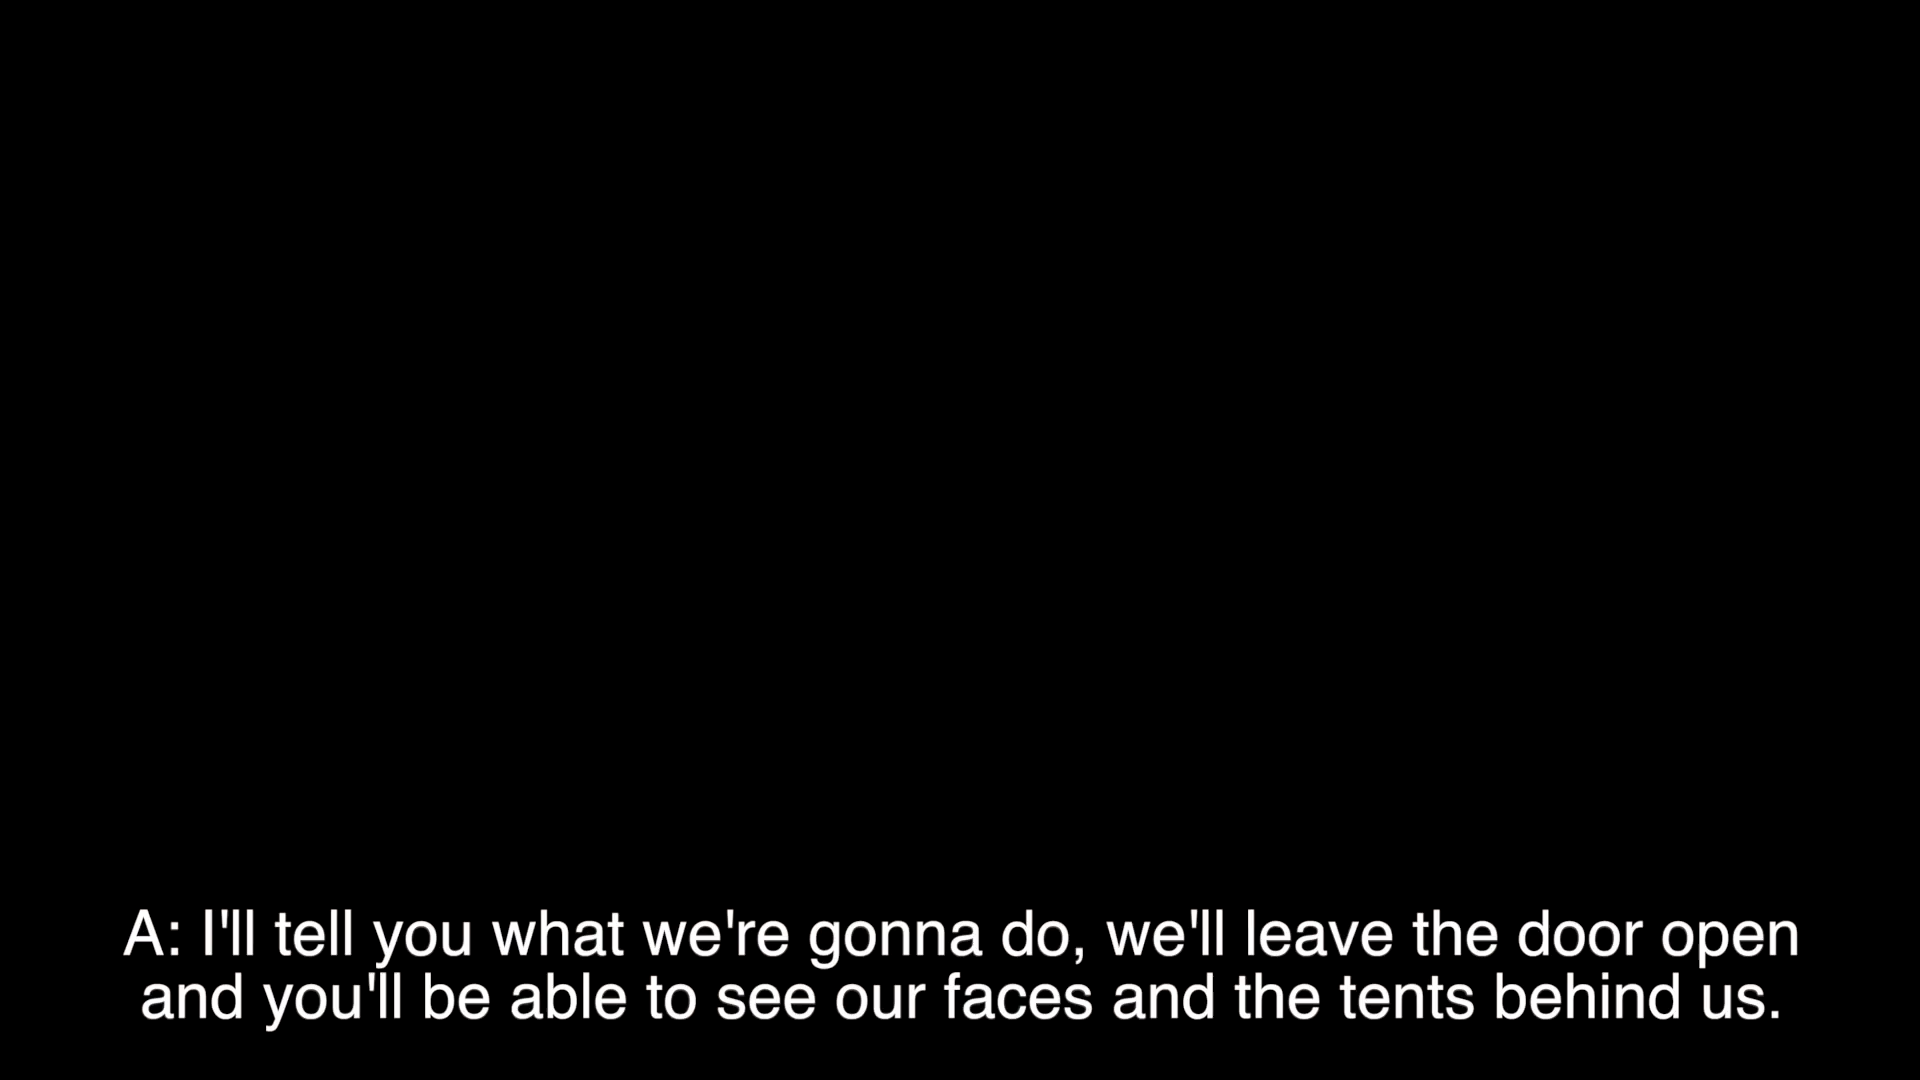 A: I'll tell you what we're gonna do, we'll leave the door open
and you'll be able to see our faces and the tents behind us.